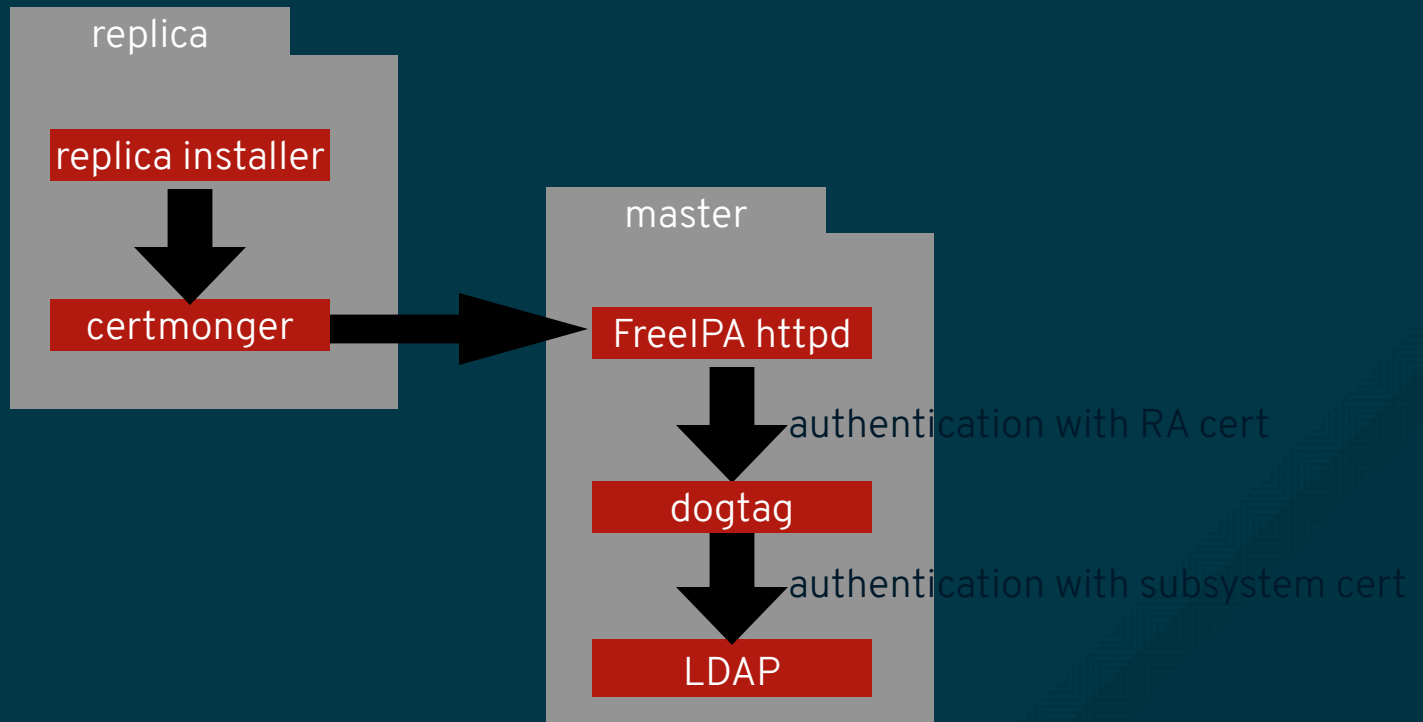 replica
replica installer
certmonger
master
FreeIPA httpd
authentication with RA cert
dogtag
authentication with subsystem cert
LDAP